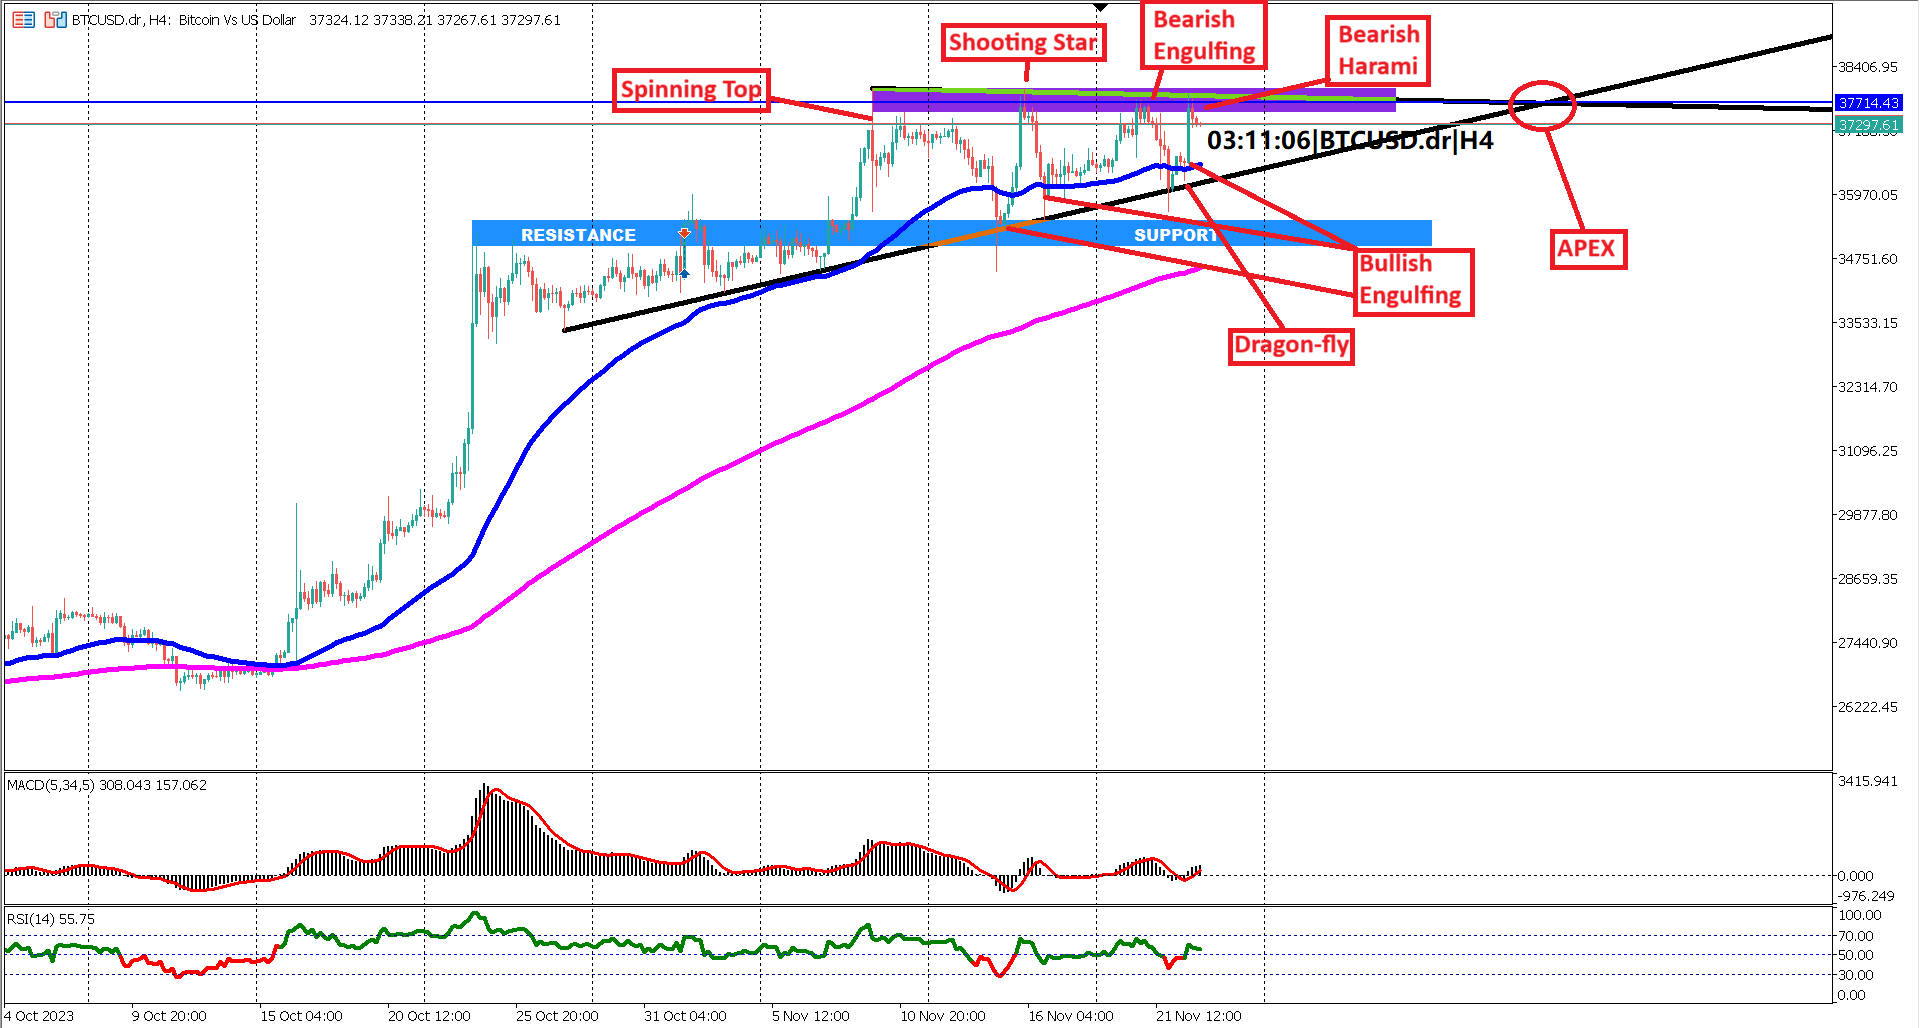 BTCUSD.dr, H4: Bitcoin Vs US Dollar 37324.12 37338.21 37267.61 37297.61
Shooting Star
Bearish
Engulfing
Bearish
Harami
Spinning Top
38406.95
37714.43
37297.61
03:11:06|BTCUSD.dr|H4
35970.05
RESISTANCE
SUPPORT
APEX
34751.60
Bullish
Engulfing
33533.15
Dragon-fly
32314.70
31096.25
29877.80
28659.35
27440.90
26222.45
MACD(5,34,5) 308.043 157.062
3415.941
0.000
-976.249
RSI(14) 55.75
100.00
70.00
50.00
30.00
0.00
4 Oct 2023
9 Oct 20:00
15 Oct 04:00
20 Oct 12:00
25 Oct 20:00
31 Oct 04:00
5 Nov 12:00
10 Nov 20:00
16 Nov 04:00
21 Nov 12:00